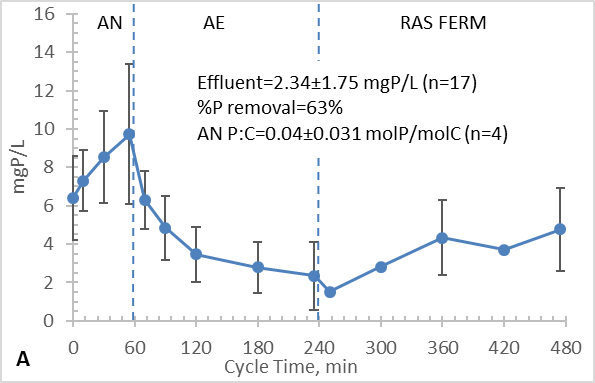 AN AE RAS FERM
Effluent=2.34±1.75 mgP/L (n=17)
%P removal=63%
AN P:C=0.04±0.031 molP/molC (n=4)
mgP/L
16
14
12
10
8
6
4
2
0
0 60 120 180 240 300 360 420 480
A
Cycle Time, min